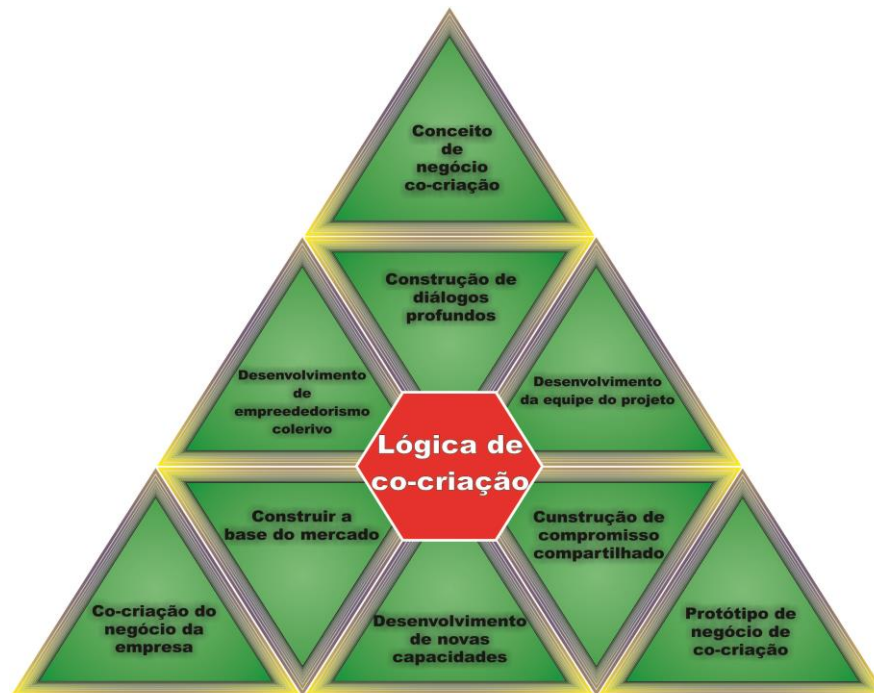 Conceito
de
negócio
co-criação
Construção de
diálogos
profundos
Desenvolvimento
de
empreededorismo
colerivo
Desenvolvimento
da equipe do projeto
Lógica de
co-criação
Construir a
base do mercado
Cunstrução de
compromisso
compartilhado
Co-criação do
negócio da
empresa
Desenvolvimento
de novas
capacidades
Protótipo de
negócio de
co-criação